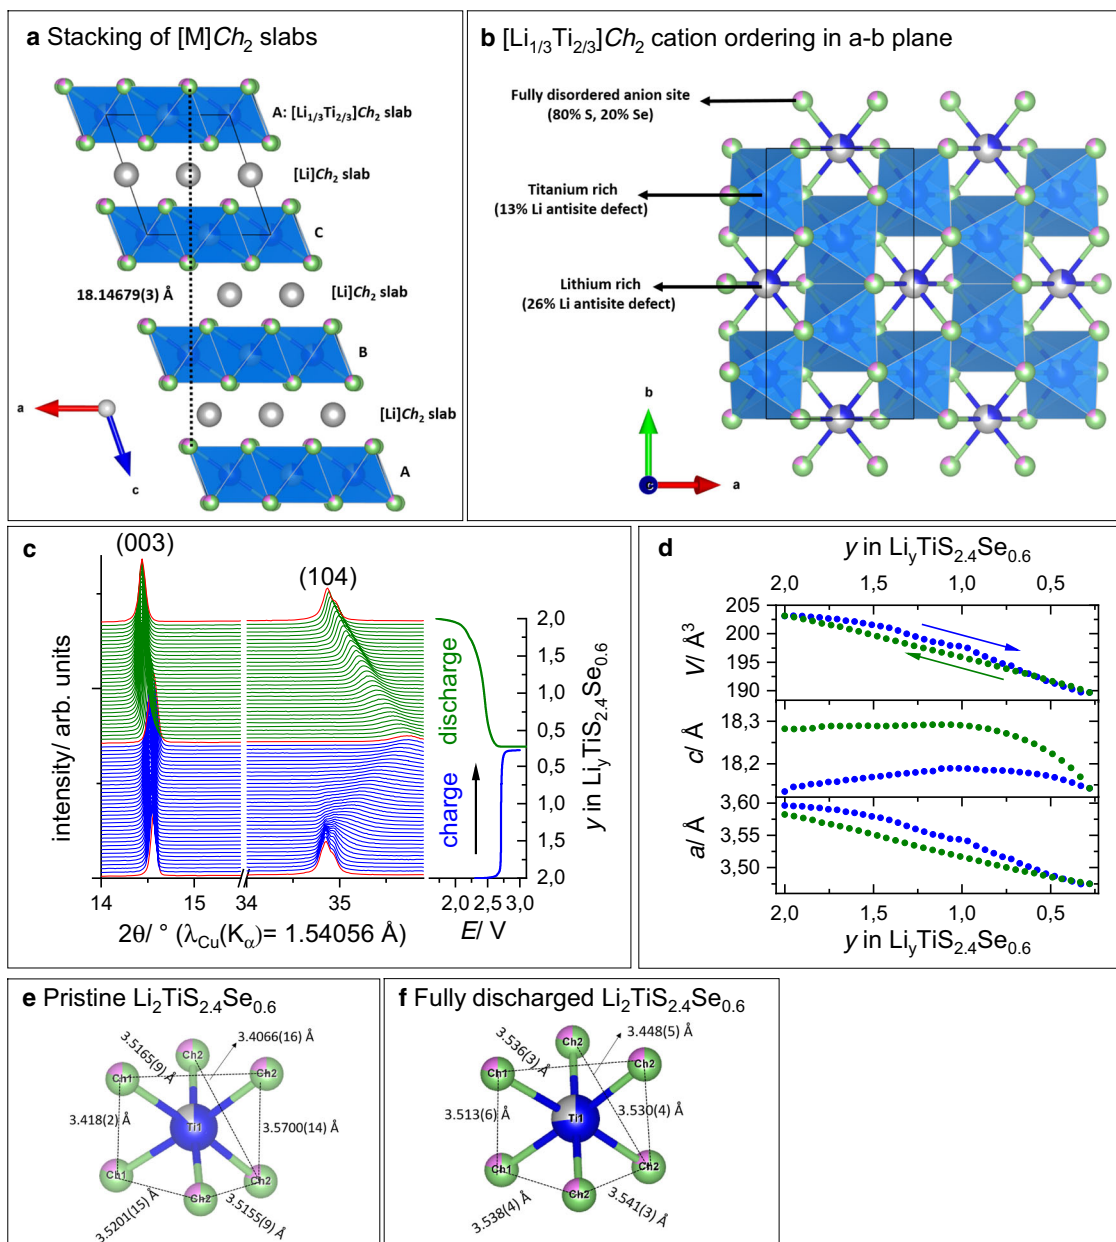 a Stacking of [M]Ch₂ slabs
A: [Li₁/₃Ti₂/₃]Ch₂ slab
[Li]Ch₂ slab
C
18.14679(3) Å
[Li]Ch₂ slab
B
[Li]Ch₂ slab
A
a
c
b [Li₁/₃Ti₂/₃]Ch₂ cation ordering in a-b plane
Fully disordered anion site
(80% S, 20% Se)
Titanium rich
(13% Li antisite defect)
Lithium rich
(26% Li antisite defect)
b
c
a
c
(003)
(104)
intensity/ arb. units
14
15
35
2θ/ ° (λCu(Kα)= 1.54056 Å)
discharge
charge
2,0
1,5
1,0
0,5
0,5
1,0
1,5
2,0
y in LiyTiS₂.₄Se₀.₆
2,0 2,5 3,0
E/ V
d
y in LiyTiS₂.₄Se₀.₆
2,0 1,5 1,0 0,5
205
200
195
190
V/ Å³
18,3
18,2
c/ Å
3,60
3,55
3,50
a/ Å
2,0 1,5 1,0 0,5
y in LiyTiS₂.₄Se₀.₆
e Pristine Li₂TiS₂.₄Se₀.₆
3.4066(16) Å
3.5165(9) Å
Ch2
Ch1
Ch2
3.418(2) Å
Ti1
3.5700(14) Å
Ch1
Ch2
Ch2
3.5201(15) Å
3.5155(9) Å
f Fully discharged Li₂TiS₂.₄Se₀.₆
3.448(5) Å
3.536(3) Å
Ch2
Ch1
Ch2
3.513(6) Å
Ti1
3.530(4) Å
Ch1
Ch2
Ch2
3.538(4) Å
3.541(3) Å